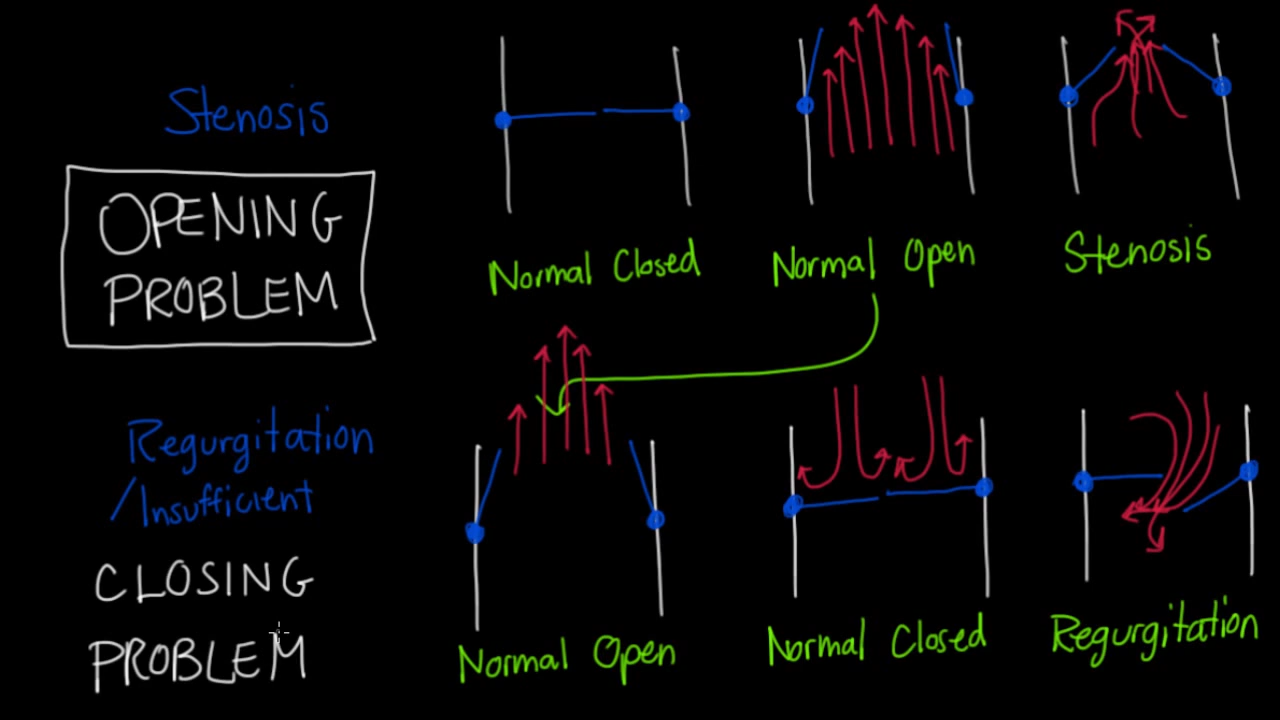 Stenosis
OPENING
PROBLEM
Normal Closed
Normal Open
Stenosis
Regurgitation
/Insufficient
CLOSING
PROBLEM
Normal Open
Normal Closed
Regurgitation